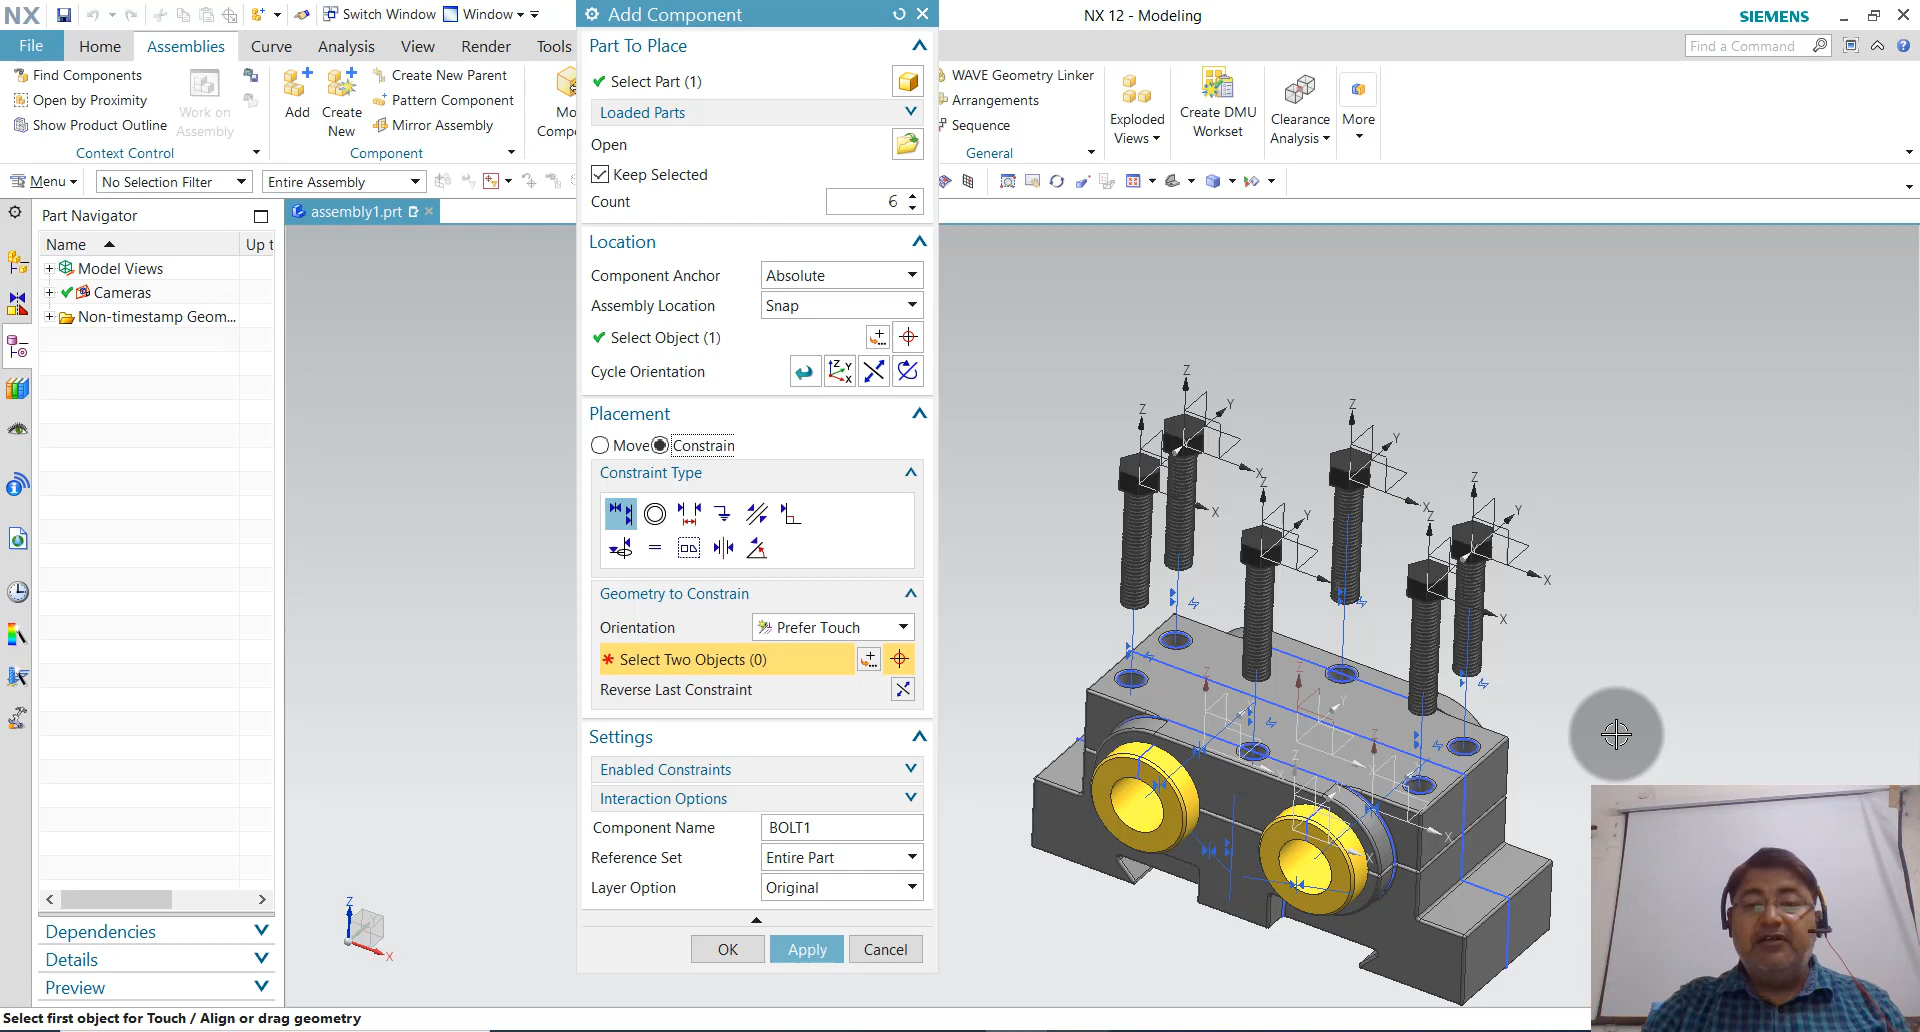 NX
Switch Window
Window
Add Component
NX 12 - Modeling
SIEMENS
File
Home
Assemblies
Curve
Analysis
View
Render
Tools
Find a Command
Find Components
Open by Proximity
Show Product Outline
Work on
Assembly
Context Control
Add
Create
New
Create New Parent
Pattern Component
Mirror Assembly
Component
Mo
Compo
WAVE Geometry Linker
Arrangements
Sequence
General
Exploded
Views
Create DMU
Workset
Clearance
Analysis
More
Menu
No Selection Filter
Entire Assembly
Part Navigator
Name
Up t
Model Views
Cameras
Non-timestamp Geom...
Dependencies
Details
Preview
assembly1.prt
Part To Place
Select Part (1)
Loaded Parts
Open
Keep Selected
Count
6
Location
Component Anchor
Absolute
Assembly Location
Snap
Select Object (1)
Cycle Orientation
Placement
Move
Constrain
Constraint Type
Geometry to Constrain
Orientation
Prefer Touch
* Select Two Objects (0)
Reverse Last Constraint
Settings
Enabled Constraints
Interaction Options
Component Name
BOLT1
Reference Set
Entire Part
Layer Option
Original
OK
Apply
Cancel
Z
Y
X
Z
X
Z
Y
X
Z
Y
Z
Y
X
Z
X
Z
X
Select first object for Touch / Align or drag geometry